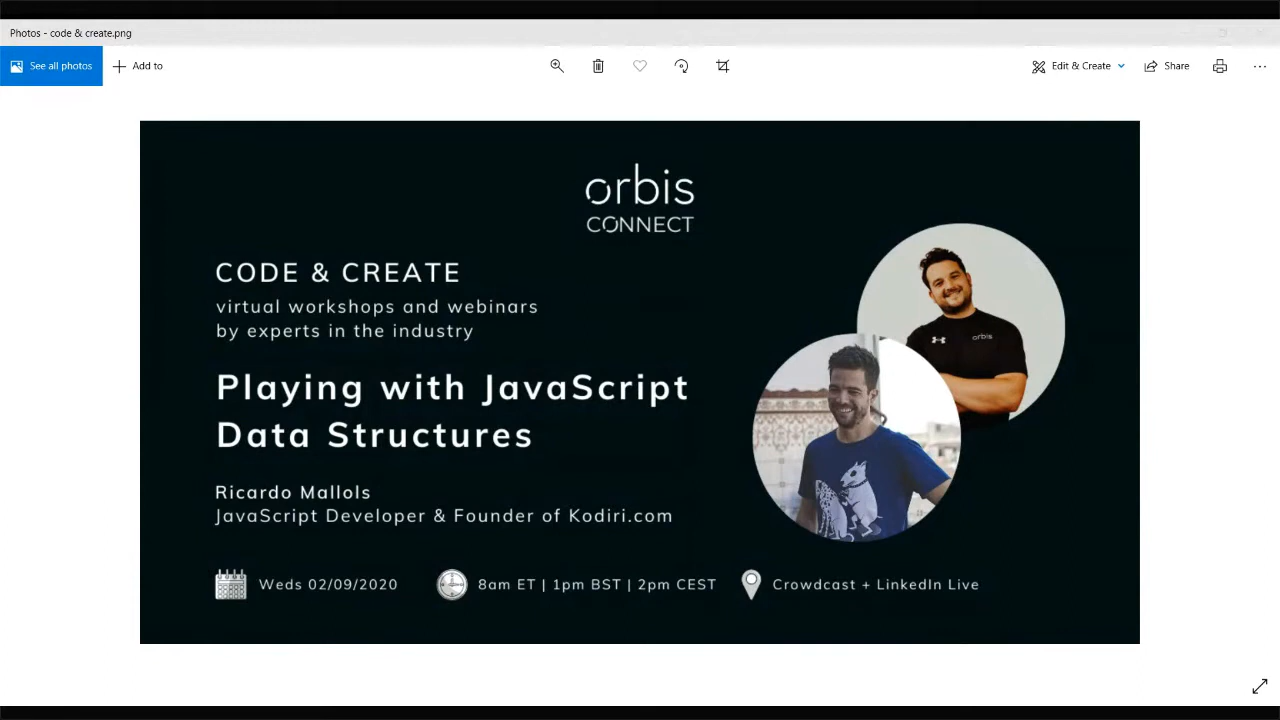 Photos - code & create.png
See all photos
Add to
Edit & Create
Share
orbis
CONNECT
CODE & CREATE
virtual workshops and webinars
by experts in the industry
orbis
Playing with JavaScript
Data Structures
Ricardo Mallols
JavaScript Developer & Founder of Kodiri.com
Weds 02/09/2020
8am ET | 1pm BST | 2pm CEST
Crowdcast + LinkedIn Live